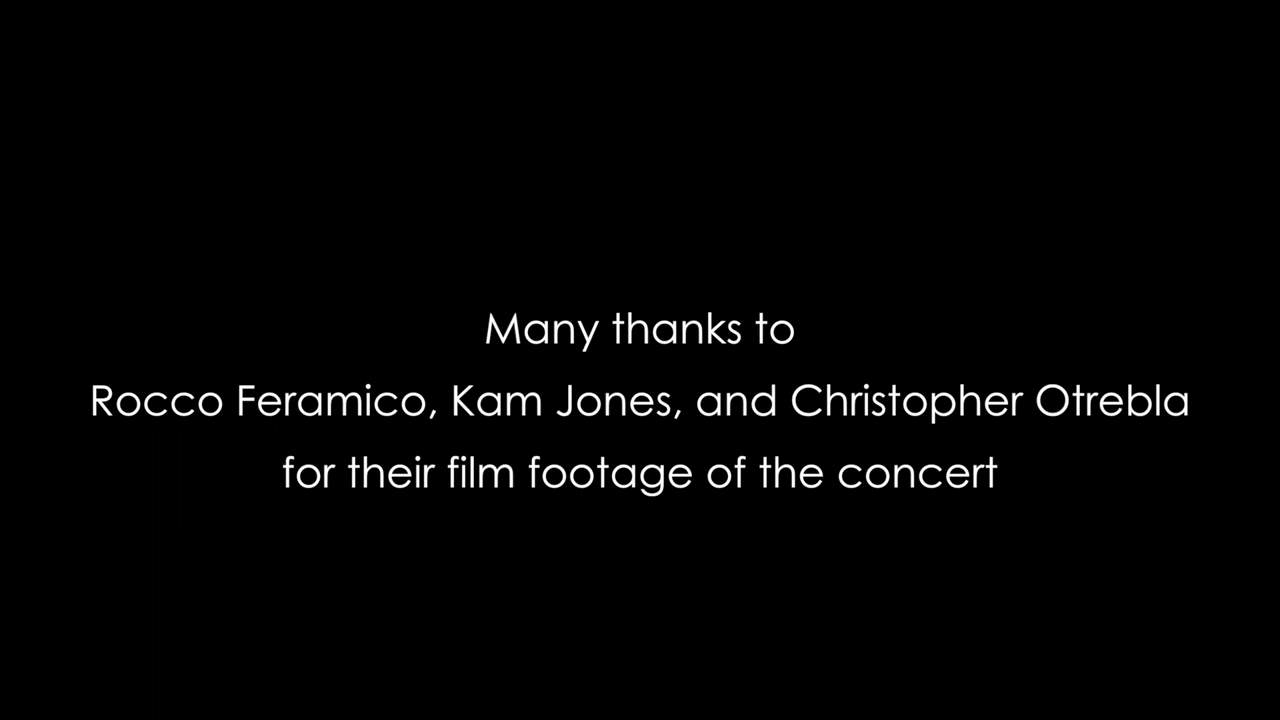 Many thanks to
Rocco Feramico, Kam Jones, and Christopher Otrebla
for their film footage of the concert